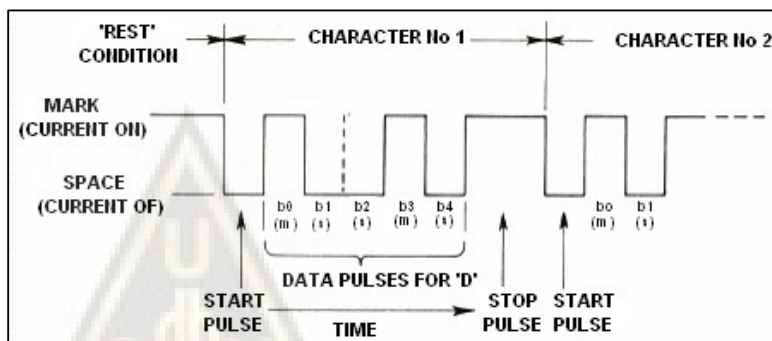 'REST'
CONDITION
CHARACTER No 1
CHARACTER No 2
MARK
(CURRENT ON)
SPACE
(CURRENT OF)
b0 b1 b2 b3 b4 bo b1
(m) (s) (s) (m) (s) (m) (s)
DATA PULSES FOR 'D'
START
PULSE
TIME
STOP
PULSE
START
PULSE